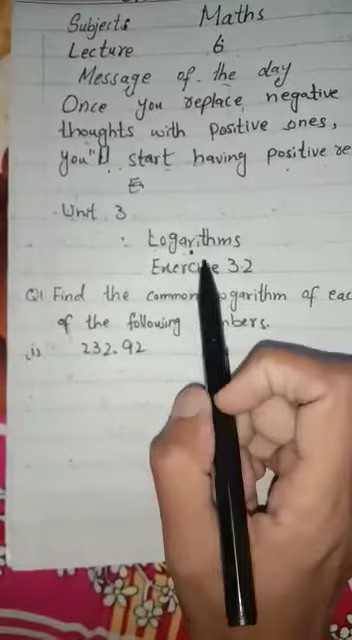 Subject: Maths
Lecture 6
Message of the day
Once you replace negative
thoughts with positive ones,
you"ll start having positive re
Unit 3
: Logarithms
Exercise 3.2
Q1 Find the common logarithm of eac
of the following numbers.
(i) 232.92